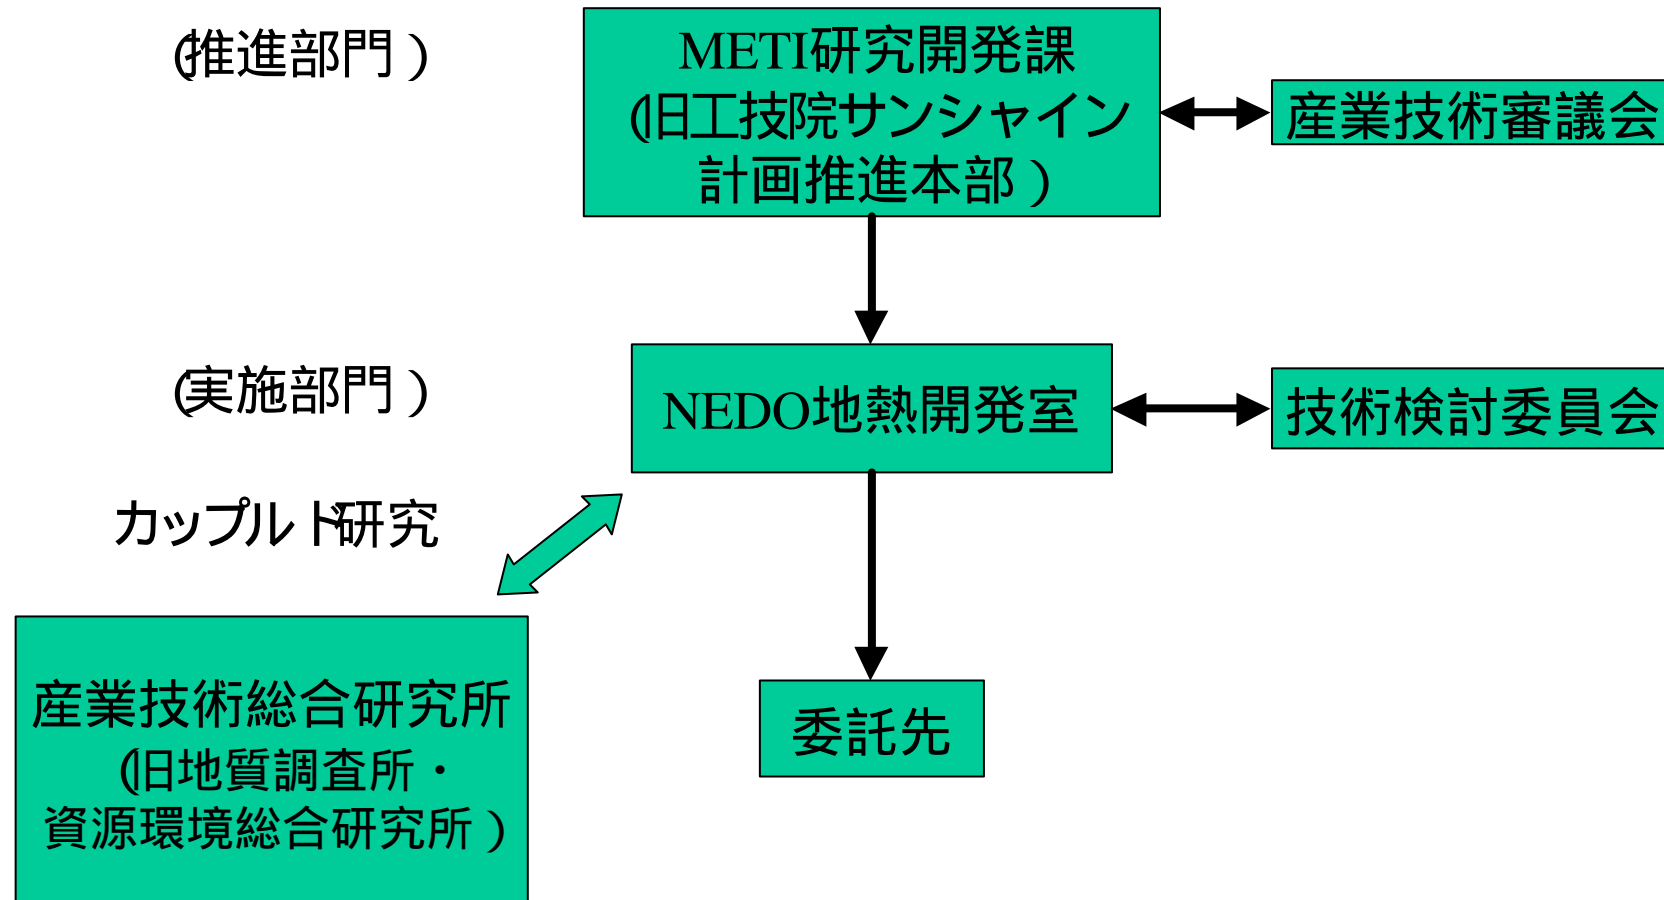 (推進部門）
METI研究開発課
(旧工技院サンシャイン
計画推進本部）
産業技術審議会
(実施部門）
NEDO地熱開発室
技術検討委員会
カップルド研究
産業技術総合研究所
(旧地質調査所・
資源環境総合研究所）
委託先